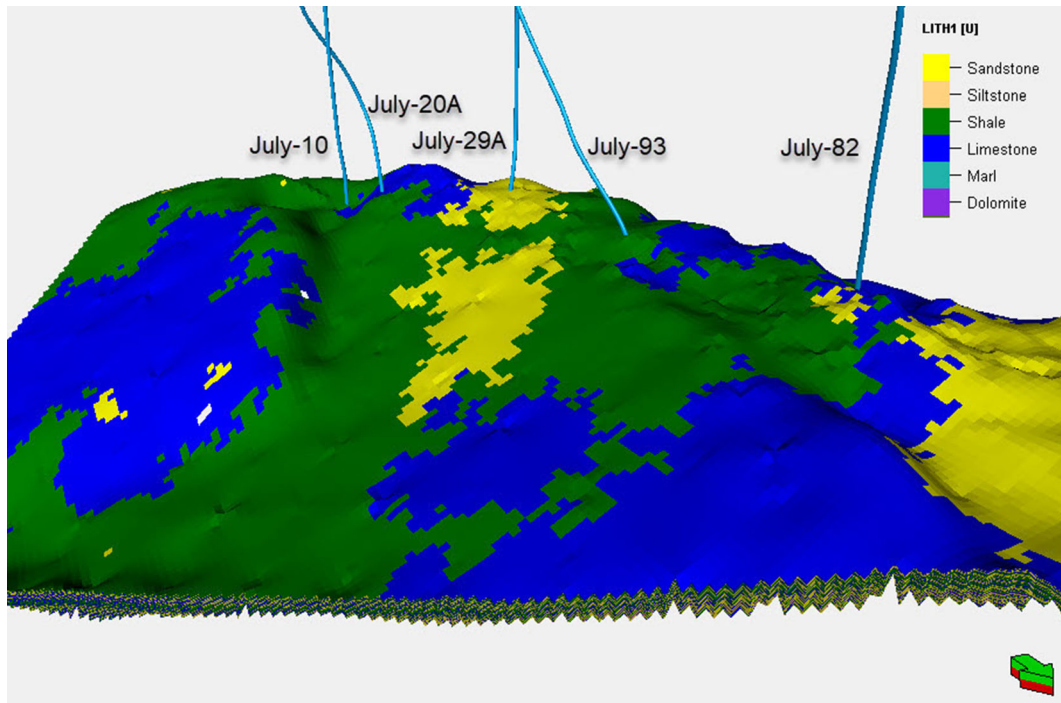 LITH1 [U]
Sandstone
Siltstone
Shale
Limestone
Marl
Dolomite
July-20A
July-10
July-29A
July-93
July-82